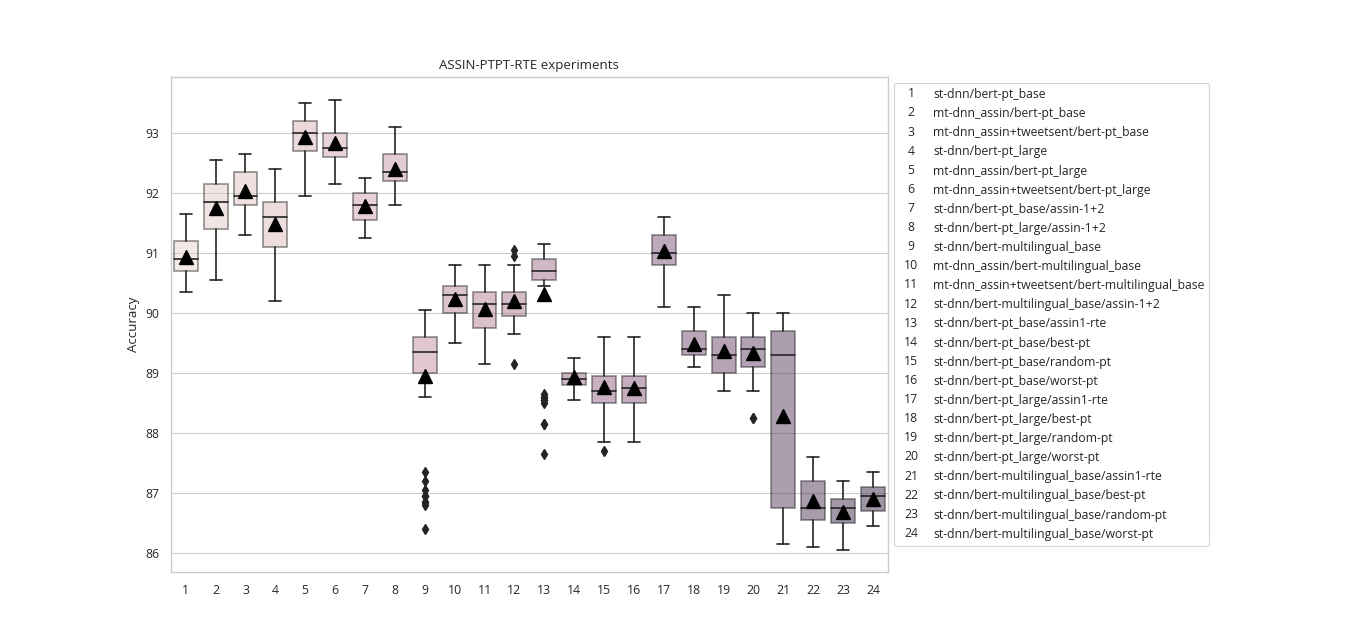 ASSIN-PTPT-RTE experiments
Accuracy
93
92
91
90
89
88
87
86
1 2 3 4 5 6 7 8 9 10 11 12 13 14 15 16 17 18 19 20 21 22 23 24
1 st-dnn/bert-pt_base
2 mt-dnn_assin/bert-pt_base
3 mt-dnn_assin+tweetsent/bert-pt_base
4 st-dnn/bert-pt_large
5 mt-dnn_assin/bert-pt_large
6 mt-dnn_assin+tweetsent/bert-pt_large
7 st-dnn/bert-pt_base/assin-1+2
8 st-dnn/bert-pt_large/assin-1+2
9 st-dnn/bert-multilingual_base
10 mt-dnn_assin/bert-multilingual_base
11 mt-dnn_assin+tweetsent/bert-multilingual_base
12 st-dnn/bert-multilingual_base/assin-1+2
13 st-dnn/bert-pt_base/assin1-rte
14 st-dnn/bert-pt_base/best-pt
15 st-dnn/bert-pt_base/random-pt
16 st-dnn/bert-pt_base/worst-pt
17 st-dnn/bert-pt_large/assin1-rte
18 st-dnn/bert-pt_large/best-pt
19 st-dnn/bert-pt_large/random-pt
20 st-dnn/bert-pt_large/worst-pt
21 st-dnn/bert-multilingual_base/assin1-rte
22 st-dnn/bert-multilingual_base/best-pt
23 st-dnn/bert-multilingual_base/random-pt
24 st-dnn/bert-multilingual_base/worst-pt